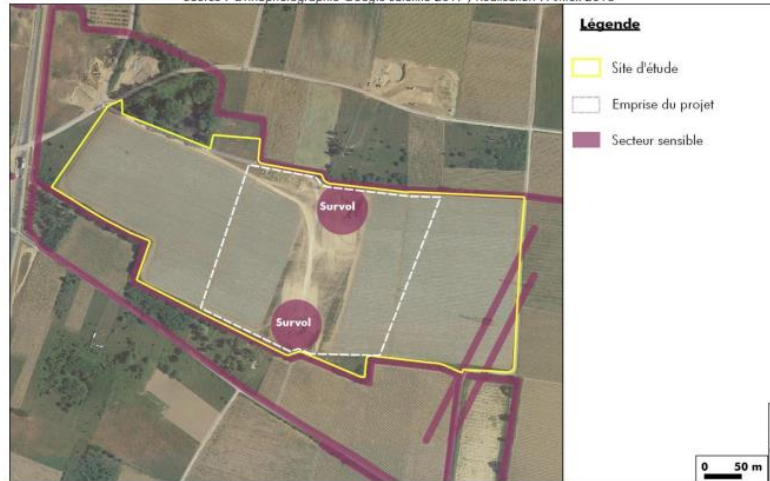 Légende
Site d'étude
Emprise du projet
Secteur sensible
Survol
Survol
0 50 m